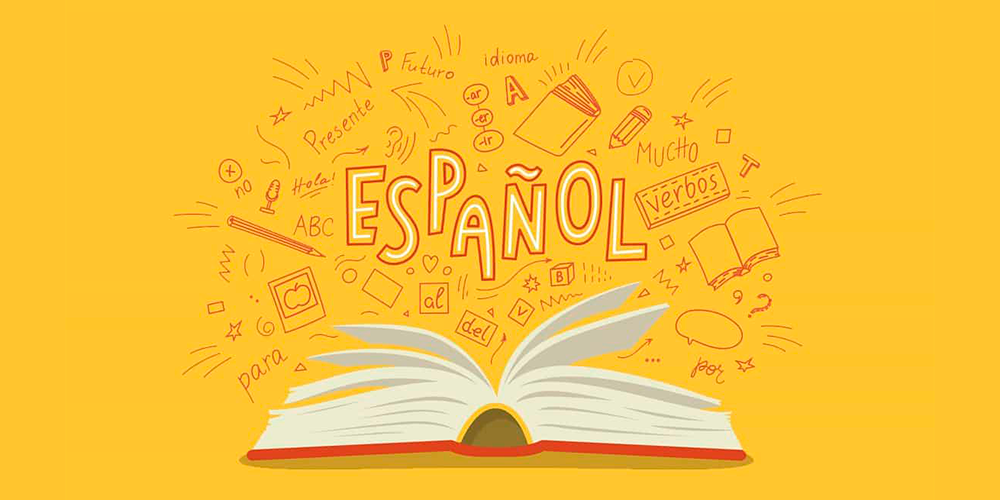 P Futuro
idioma
-ar
-er
-ir
A
Presente
MUCHO
no
Hola!
ABC
ESPAÑOL
verbos
T
B
al
del
?
para
por